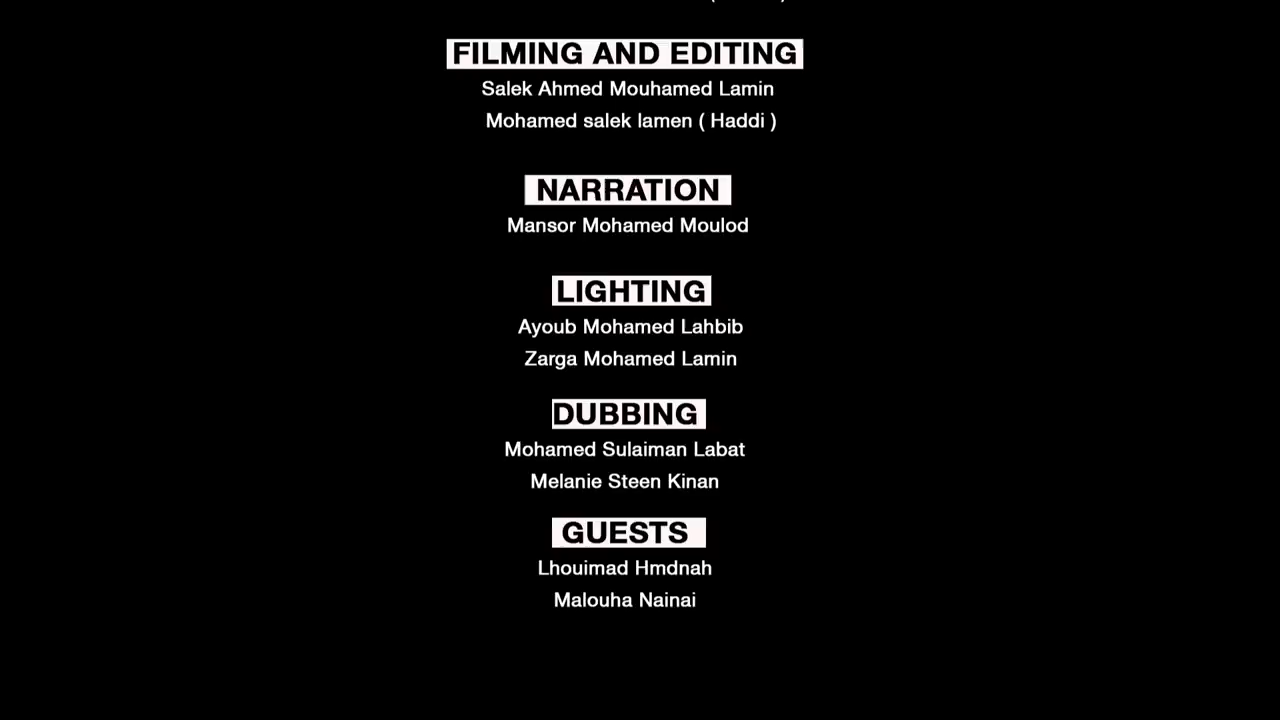 FILMING AND EDITING
Salek Ahmed Mouhamed Lamin
Mohamed salek lamen ( Haddi )
NARRATION
Mansor Mohamed Moulod
LIGHTING
Ayoub Mohamed Lahbib
Zarga Mohamed Lamin
DUBBING
Mohamed Sulaiman Labat
Melanie Steen Kinan
GUESTS
Lhouimad Hmdnah
Malouha Nainai